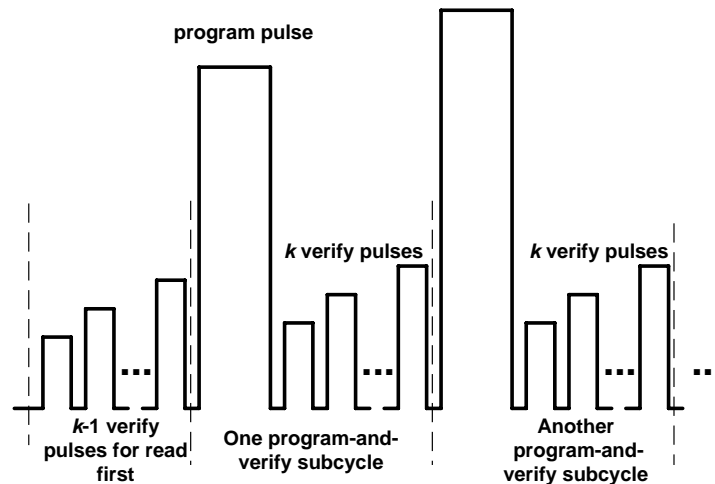 program pulse
k verify pulses
k verify pulses
...
...
...
..
k-1 verify
pulses for read
first
One program-and-
verify subcycle
Another
program-and-
verify subcycle